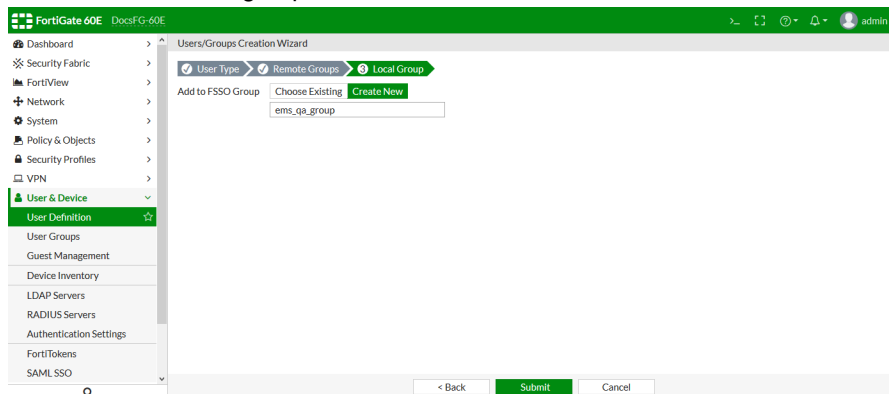 FortiGate 60E DocsFG-60E
>_ admin
Dashboard
Security Fabric
FortiView
Network
System
Policy & Objects
Security Profiles
VPN
User & Device
User Definition
User Groups
Guest Management
Device Inventory
LDAP Servers
RADIUS Servers
Authentication Settings
FortiTokens
SAML SSO
Users/Groups Creation Wizard
User Type Remote Groups 3 Local Group
Add to FSSO Group Choose Existing Create New
ems_qa_group
< Back Submit Cancel